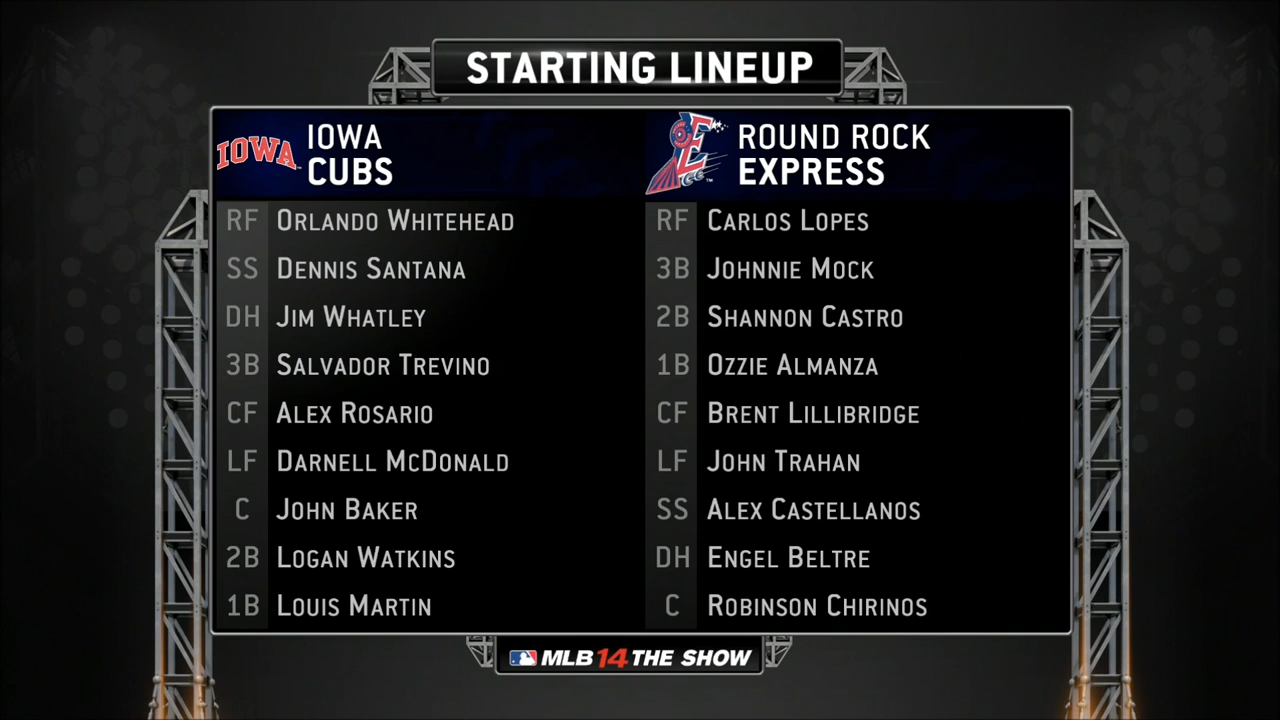 STARTING LINEUP
IOWA
IOWA
CUBS
E
ROUND ROCK
EXPRESS
RF ORLANDO WHITEHEAD
SS DENNIS SANTANA
DH JIM WHATLEY
3B SALVADOR TREVINO
CF ALEX ROSARIO
LF DARNELL MCDONALD
C JOHN BAKER
2B LOGAN WATKINS
1B LOUIS MARTIN
RF CARLOS LOPES
3B JOHNNIE MOCK
2B SHANNON CASTRO
1B OZZIE ALMANZA
CF BRENT LILLIBRIDGE
LF JOHN TRAHAN
SS ALEX CASTELLANOS
DH ENGEL BELTRE
C ROBINSON CHIRINOS
MLB 14 THE SHOW